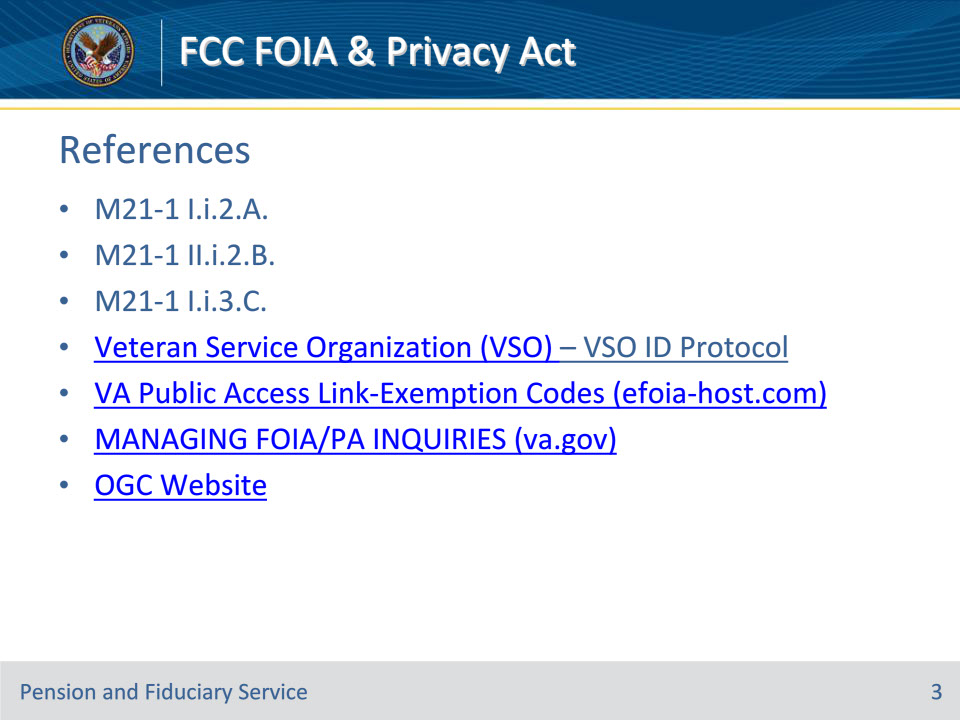 FCC FOIA & Privacy Act
References
• M21-1 I.i.2.A.
• M21-1 II.i.2.B.
• M21-1 I.i.3.C.
• Veteran Service Organization (VSO) – VSO ID Protocol
• VA Public Access Link-Exemption Codes (efoia-host.com)
• MANAGING FOIA/PA INQUIRIES (va.gov)
• OGC Website
Pension and Fiduciary Service
3